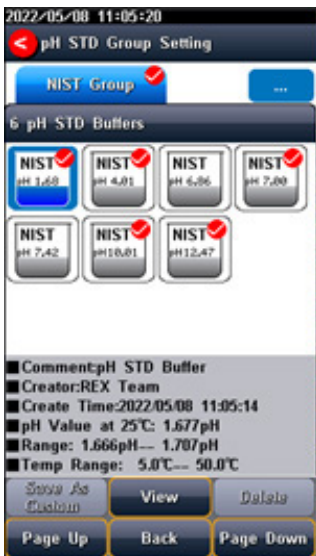 2022/05/08 11:05:20
pH STD Group Setting
NIST Group
...
6 pH STD Buffers
NIST NIST NIST NIST
pH 1.68 pH 4.01 pH 6.86 pH 7.00
NIST NIST NIST
pH 7.42 pH10.01 pH12.47
Comment:pH STD Buffer
Creator:REX Team
Create Time:2022/05/08 11:05:14
pH Value at 25℃: 1.677pH
Range: 1.666pH-- 1.707pH
Temp Range: 5.0℃-- 50.0℃
Save As Custom View Delete
Page Up Back Page Down